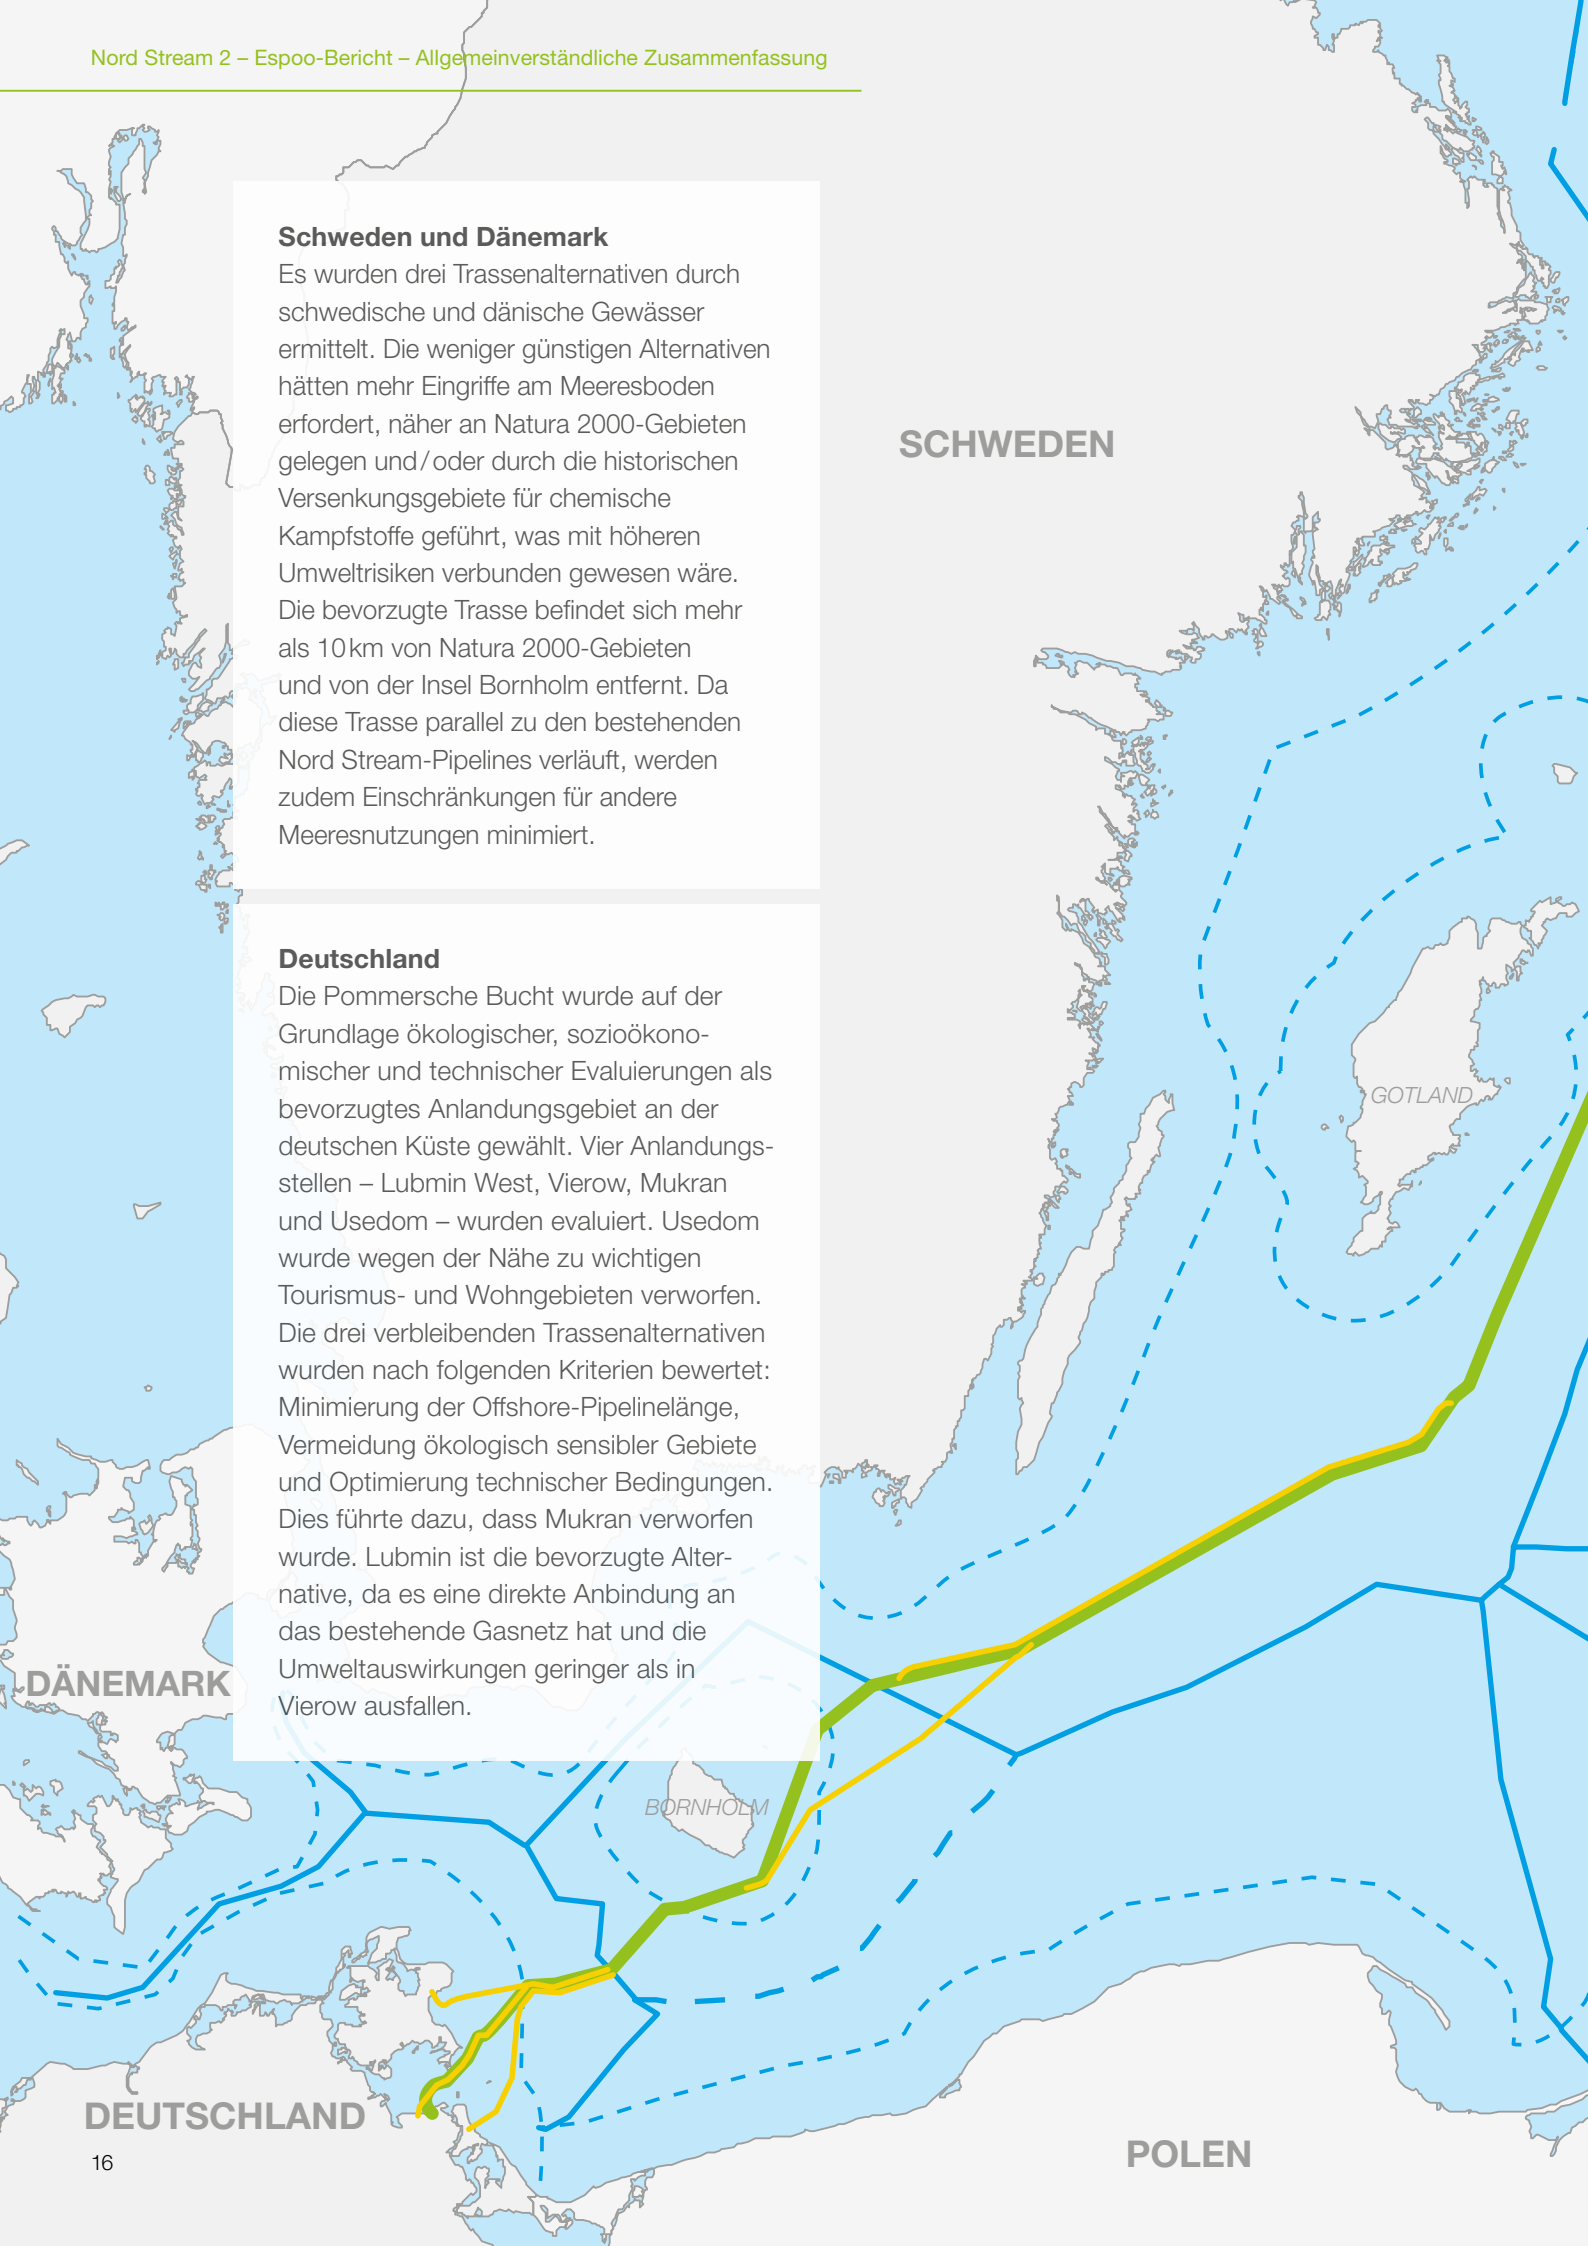 Nord Stream 2 – Espoo-Bericht – Allgemeinverständliche Zusammenfassung
Schweden und Dänemark
Es wurden drei Trassenalternativen durch
schwedische und dänische Gewässer
ermittelt. Die weniger günstigen Alternativen
hätten mehr Eingriffe am Meeresboden
erfordert, näher an Natura 2000-Gebieten
gelegen und/oder durch die historischen
Versenkungsgebiete für chemische
Kampfstoffe geführt, was mit höheren
Umweltrisiken verbunden gewesen wäre.
Die bevorzugte Trasse befindet sich mehr
als 10 km von Natura 2000-Gebieten
und von der Insel Bornholm entfernt. Da
diese Trasse parallel zu den bestehenden
Nord Stream-Pipelines verläuft, werden
zudem Einschränkungen für andere
Meeresnutzungen minimiert.
SCHWEDEN
Deutschland
Die Pommersche Bucht wurde auf der
Grundlage ökologischer, sozioökono-
mischer und technischer Evaluierungen als
bevorzugtes Anlandungsgebiet an der
deutschen Küste gewählt. Vier Anlandungs-
stellen – Lubmin West, Vierow, Mukran
und Usedom – wurden evaluiert. Usedom
wurde wegen der Nähe zu wichtigen
Tourismus- und Wohngebieten verworfen.
Die drei verbleibenden Trassenalternativen
wurden nach folgenden Kriterien bewertet:
Minimierung der Offshore-Pipelinelänge,
Vermeidung ökologisch sensibler Gebiete
und Optimierung technischer Bedingungen.
Dies führte dazu, dass Mukran verworfen
wurde. Lubmin ist die bevorzugte Alter-
native, da es eine direkte Anbindung an
das bestehende Gasnetz hat und die
Umweltauswirkungen geringer als in
Vierow ausfallen.
GOTLAND
DÄNEMARK
BORNHOLM
DEUTSCHLAND
POLEN
16